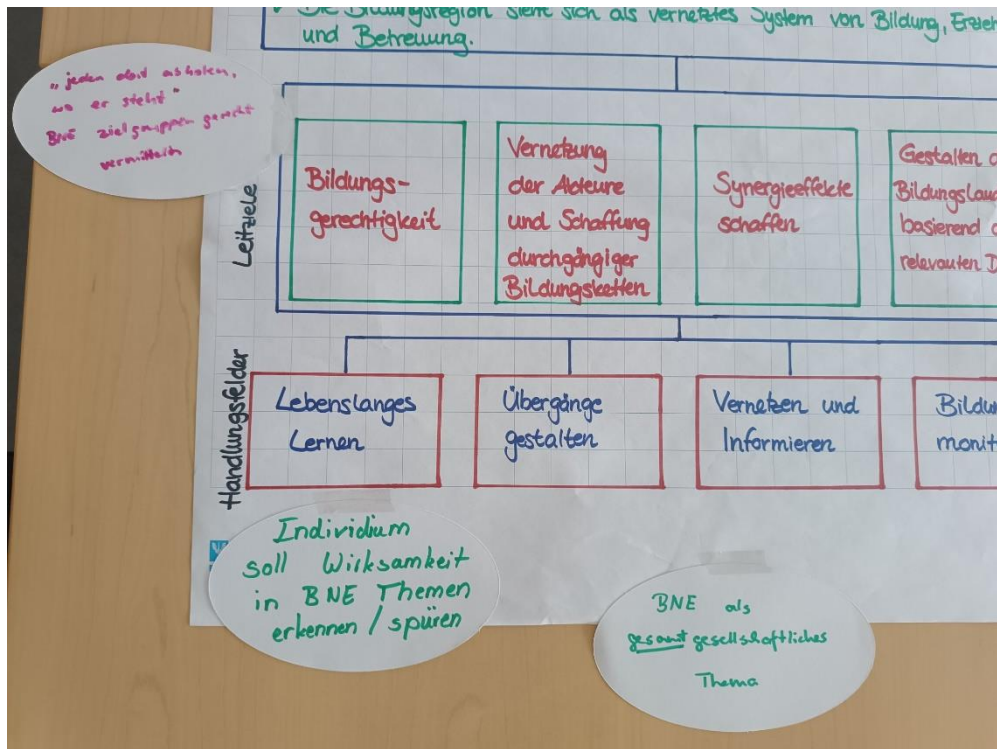 Die Bildungsregion sieht sich als vernetztes System von Bildung, Erzieh
und Betreuung.
"jeden dort abholen,
wo er steht"
BNE zielgruppen gerecht
vermitteln
Leitziele
Bildungs-
gerechtigkeit
Vernetzung
der Akteure
und Schaffung
durchgängiger
Bildungsketten
Synergieeffekte
schaffen
Gestalten d
Bildungsland
basierend a
relevanten D
Handlungsfelder
Lebenslanges
Lernen
Übergänge
gestalten
Vernetzen und
Informieren
Bildu
monit
Individium
soll Wirksamkeit
in BNE Themen
erkennen / spüren
BNE als
gesamt gesellschaftliches
Thema